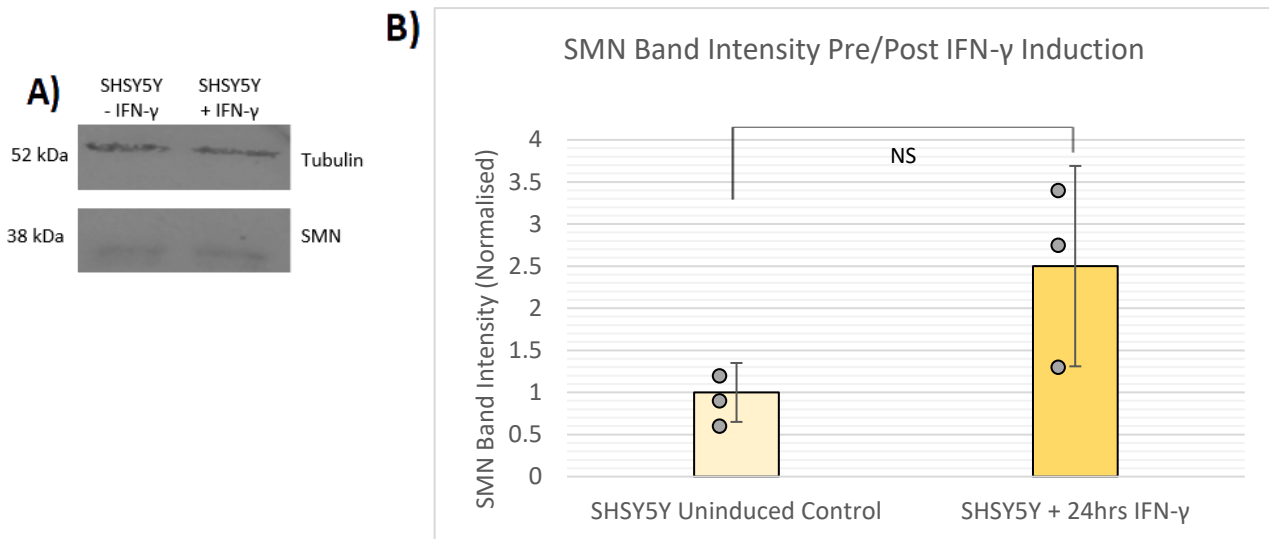 A)
SHSY5Y
- IFN-γ
SHSY5Y
+ IFN-γ
52 kDa
Tubulin
38 kDa
SMN
B)
SMN Band Intensity Pre/Post IFN-γ Induction
SMN Band Intensity (Normalised)
4
3.5
3
2.5
2
1.5
1
0.5
0
NS
SHSY5Y Uninduced Control
SHSY5Y + 24hrs IFN-γ